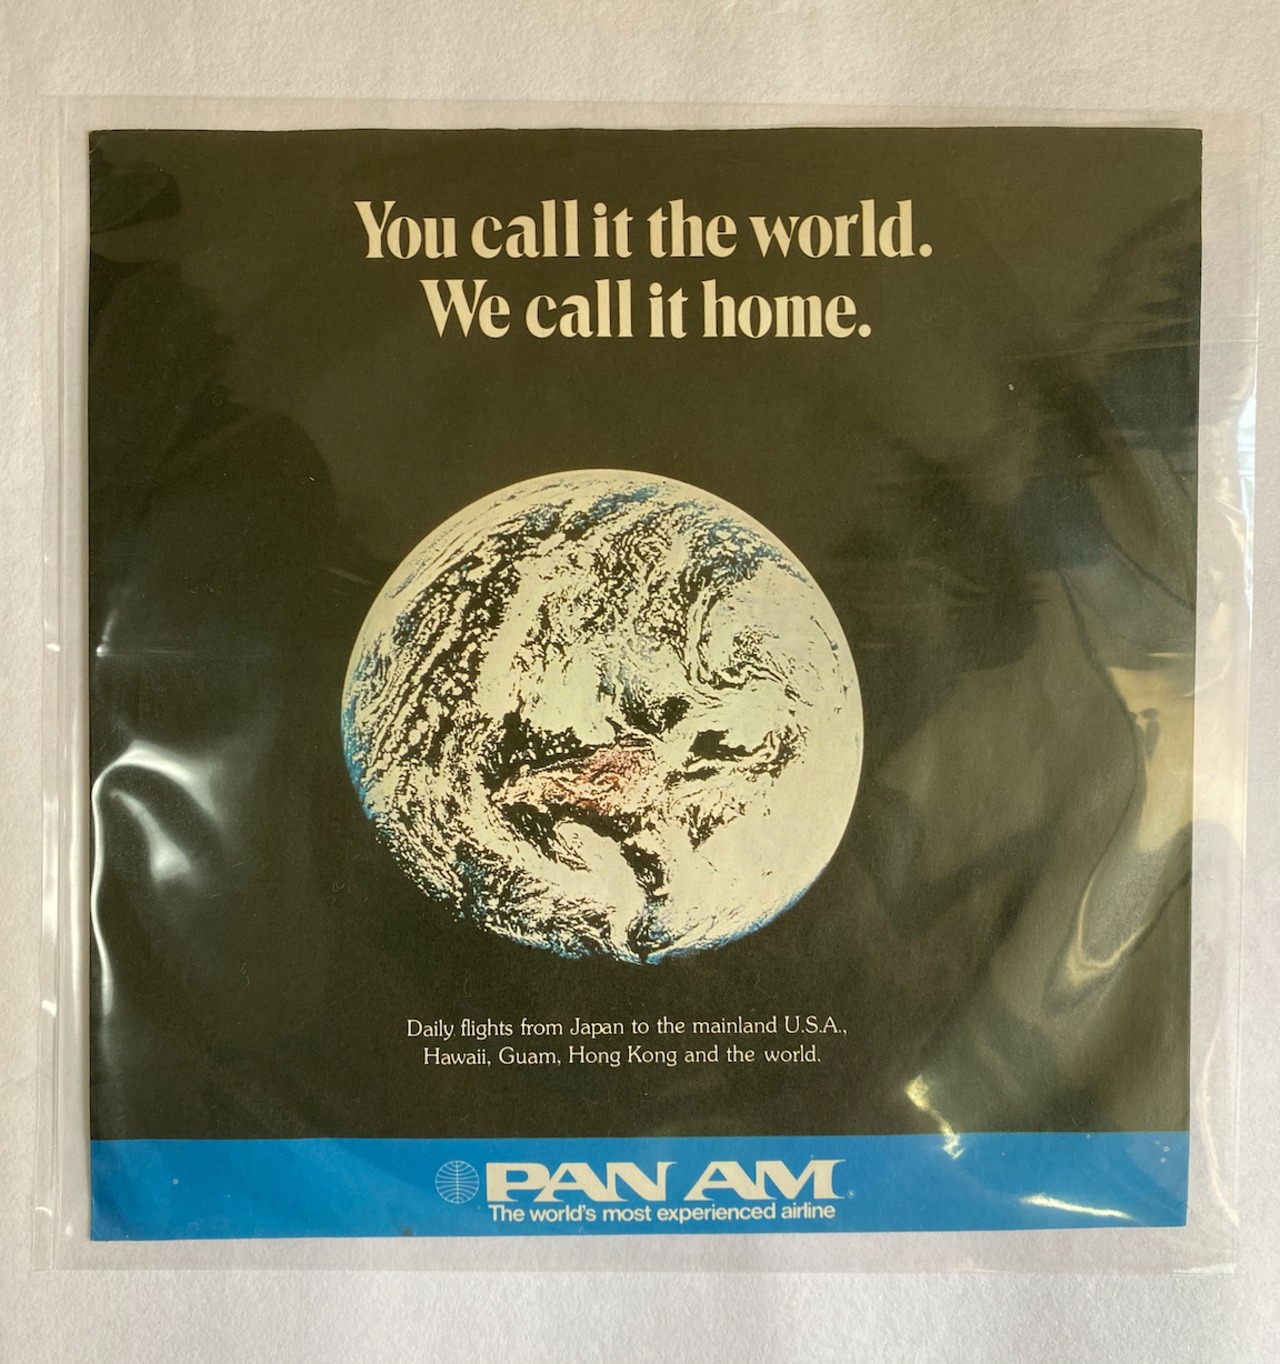 You call it the world.
We call it home.
Daily flights from Japan to the mainland U.S.A.,
Hawaii, Guam, Hong Kong and the world.
PAN AM®
The world's most experienced airline